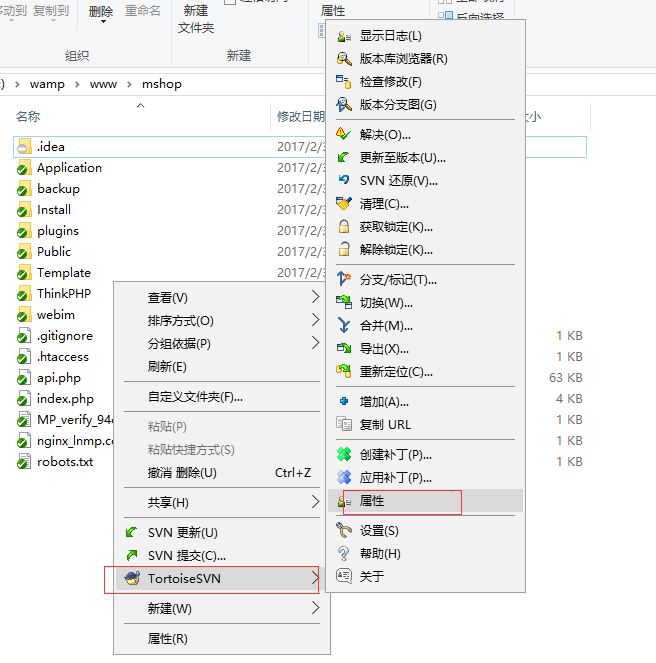 复制到
删除
重命名
新建
文件夹
属性
组织
新建
wamp
www
mshop
名称
修改日期
小
.idea
2017/2/3
Application
2017/2/3
backup
2017/2/3
Install
2017/2/3
plugins
2017/2/3
Public
2017/2/3
Template
2017/2/3
ThinkPHP
webim
.gitignore
1 KB
.htaccess
1 KB
api.php
63 KB
index.php
4 KB
MP_verify_94
1 KB
nginx_lnmp.co
1 KB
robots.txt
1 KB
查看(V)
排序方式(O)
分组依据(P)
刷新(E)
自定义文件夹(F)...
粘贴(P)
粘贴快捷方式(S)
撤消 删除(U) Ctrl+Z
共享(H)
SVN 更新(U)
SVN 提交(C)...
TortoiseSVN
新建(W)
属性(R)
显示日志(L)
版本库浏览器(R)
检查修改(F)
版本分支图(G)
解决(O)...
更新至版本(U)...
SVN 还原(V)...
清理(C)...
获取锁定(K)...
解除锁定(K)...
分支/标记(T)...
切换(W)...
合并(M)...
导出(X)...
重新定位(C)...
增加(A)...
复制 URL
创建补丁(P)...
应用补丁(P)...
属性
设置(S)
帮助(H)
关于